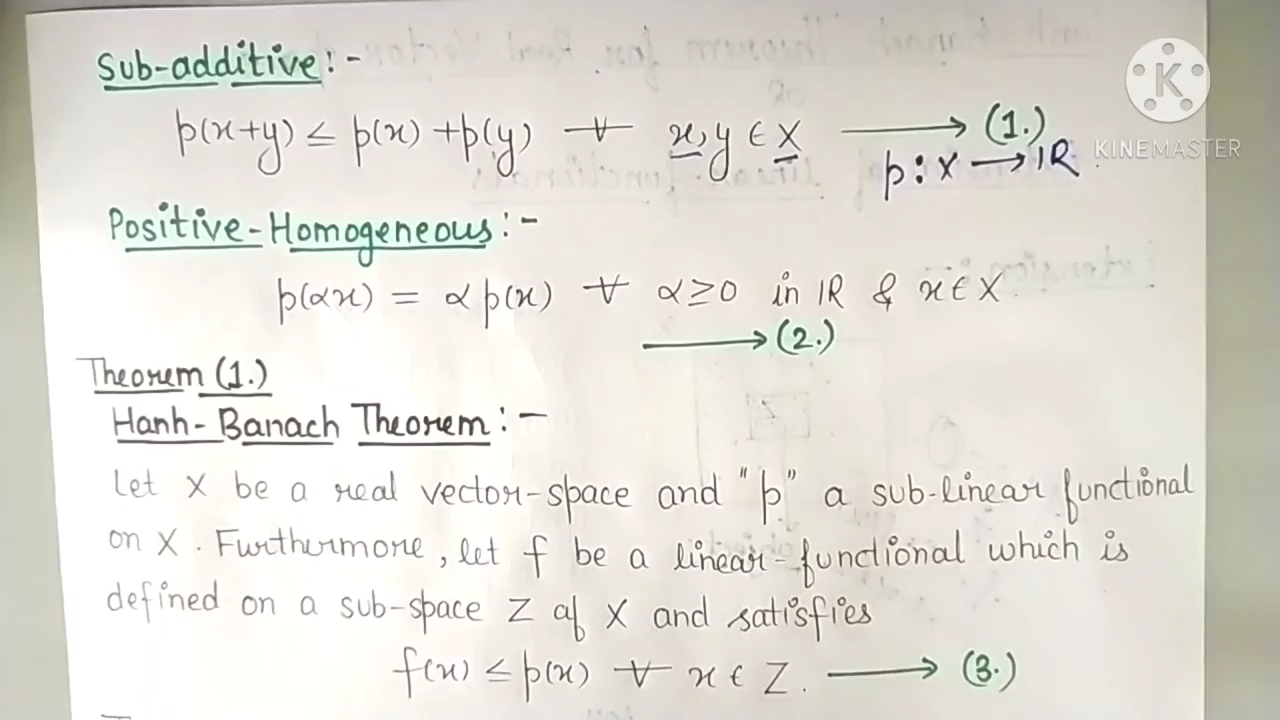 Sub-additive :-
p(x+y) ≤ p(x) + p(y) ∀ x, y ∈ X ⟶ (1.)
p : X ⟶ IR
KINEMASTER
Positive-Homogeneous :-
p(αx) = α p(x) ∀ α ≥ 0 in IR & x ∈ X
⟶ (2.)
Theorem (1.)
Hanh-Banach Theorem :-
Let X be a real vector-space and "p" a sub-linear functional
on X. Furthermore, let f be a linear-functional which is
defined on a sub-space Z of X and satisfies
f(x) ≤ p(x) ∀ x ∈ Z. ⟶ (3.)